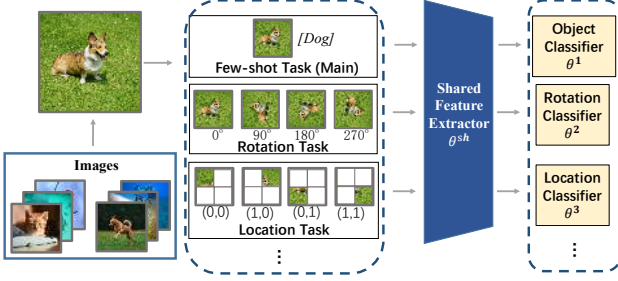 [Dog]
Few-shot Task (Main)
0° 90° 180° 270°
Rotation Task
(0,0) (1,0) (0,1) (1,1)
Location Task
Images
Shared
Feature
Extractor
θ^sh
Object
Classifier
θ^1
Rotation
Classifier
θ^2
Location
Classifier
θ^3